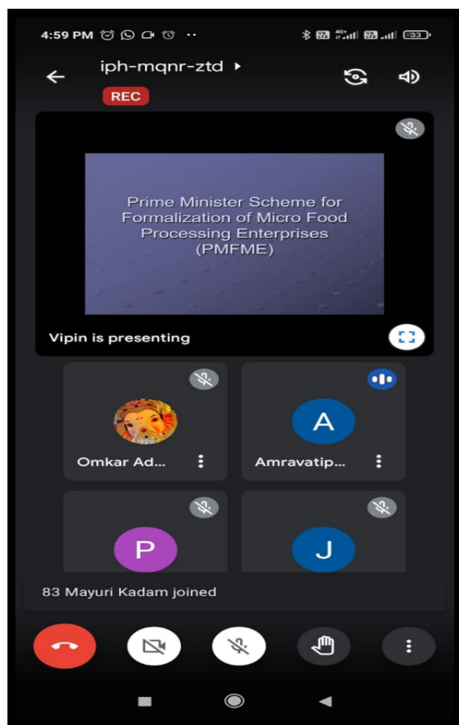 4:59 PM
33
iph-mqnr-ztd
REC
Prime Minister Scheme for
Formalization of Micro Food
Processing Enterprises
(PMFME)
Vipin is presenting
Omkar Ad...
A
Amravatip...
P
J
83 Mayuri Kadam joined